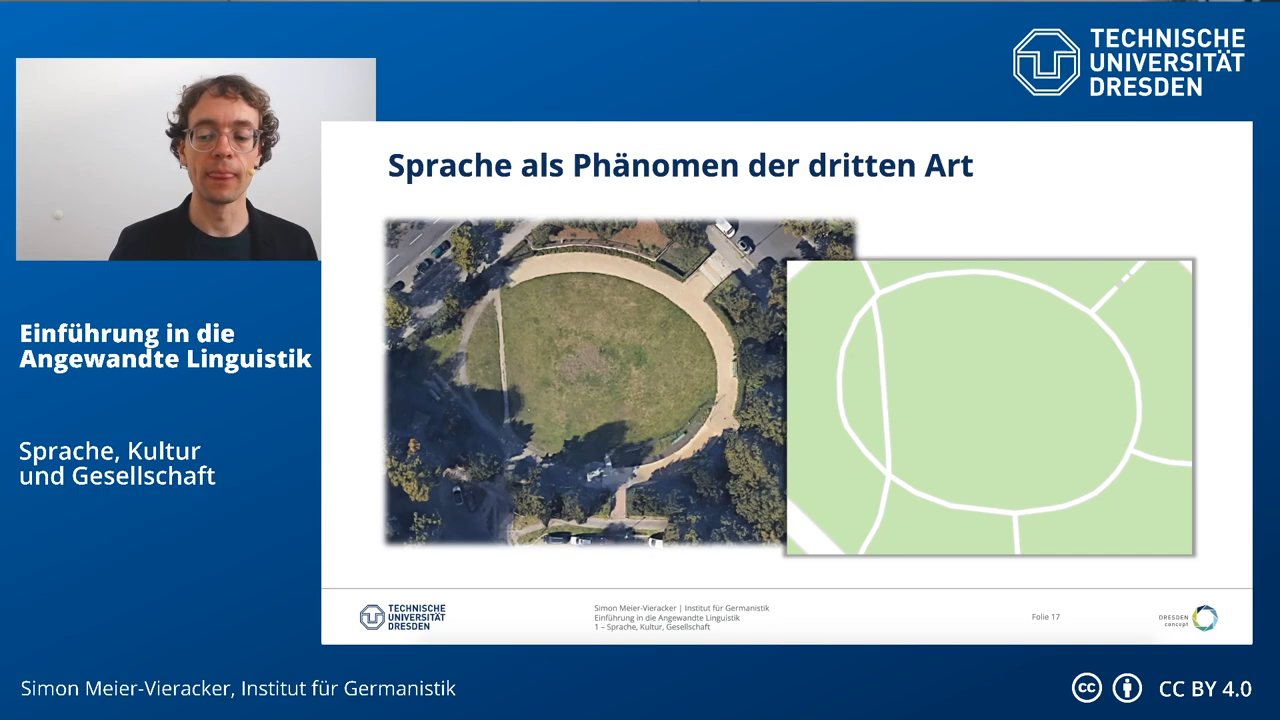 TECHNISCHE
UNIVERSITÄT
DRESDEN
Sprache als Phänomen der dritten Art
Einführung in die
Angewandte Linguistik
Sprache, Kultur
und Gesellschaft
TECHNISCHE
UNIVERSITÄT
DRESDEN
Simon Meier-Vieracker | Institut für Germanistik
Einführung in die Angewandte Linguistik
1 – Sprache, Kultur, Gesellschaft
Folie 17
DRESDEN
concept
Simon Meier-Vieracker, Institut für Germanistik
cc CC BY 4.0